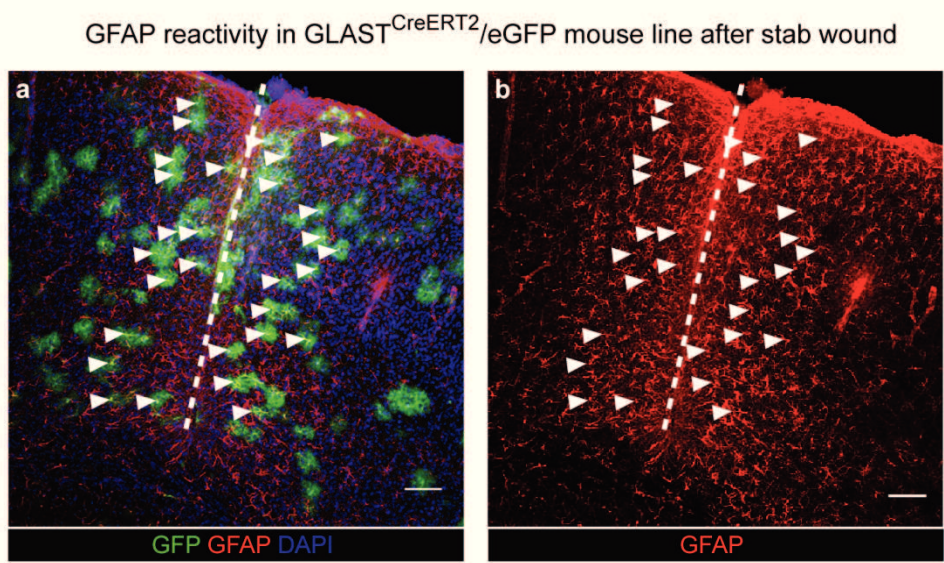 GFAP reactivity in GLASTCreERT2/eGFP mouse line after stab wound
a
b
GFP GFAP DAPI
GFAP